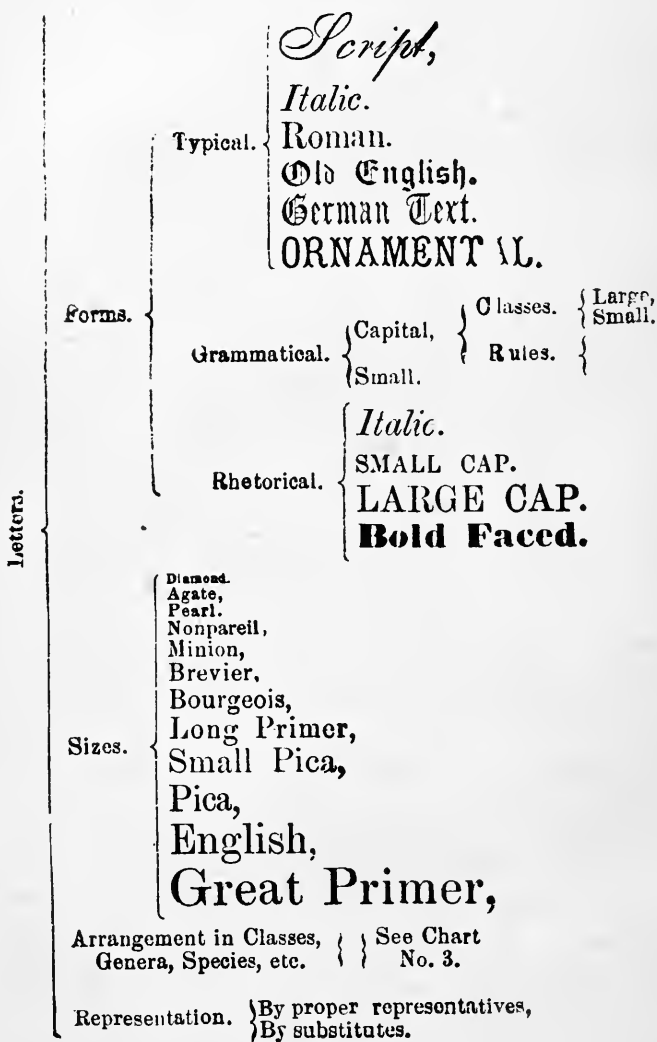 Script,
Italic.
Typical. Roman.
Old English.
German Text.
ORNAMENTAL.
Forms.
Grammatical. Capital, Classes. Large,
Small.
Rules.
Small.
Rhetorical. Italic.
SMALL CAP.
LARGE CAP.
Bold Faced.
Letters.
Diamond.
Agate,
Pearl.
Nonpareil,
Minion,
Brevier,
Bourgeois,
Long Primer,
Sizes. Small Pica,
Pica,
English,
Great Primer,
Arrangement in Classes, See Chart
Genera, Species, etc. No. 3.
Representation. By proper representatives,
By substitutes.